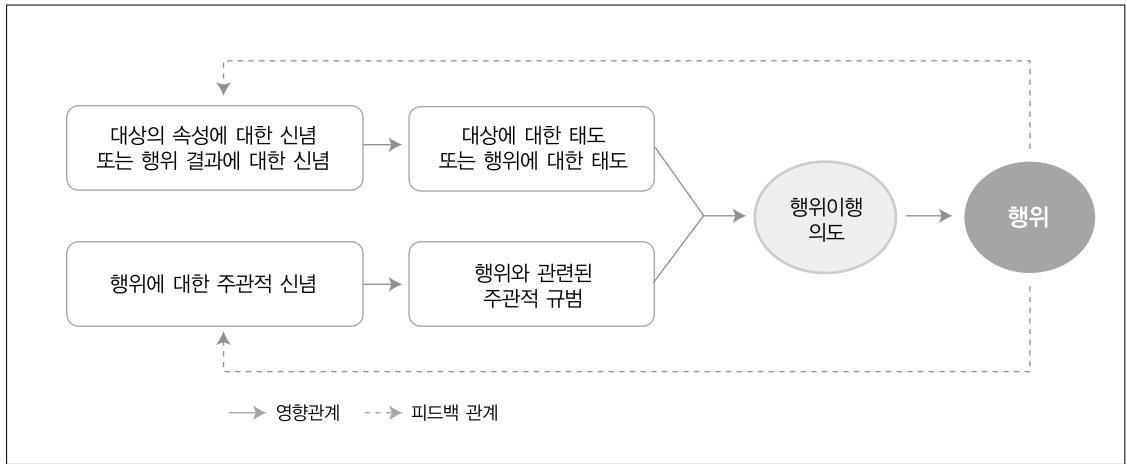 대상의 속성에 대한 신념
또는 행위 결과에 대한 신념
대상에 대한 태도
또는 행위에 대한 태도
행위에 대한 주관적 신념
행위와 관련된
주관적 규범
행위이행
의도
행위
영향관계
피드백 관계